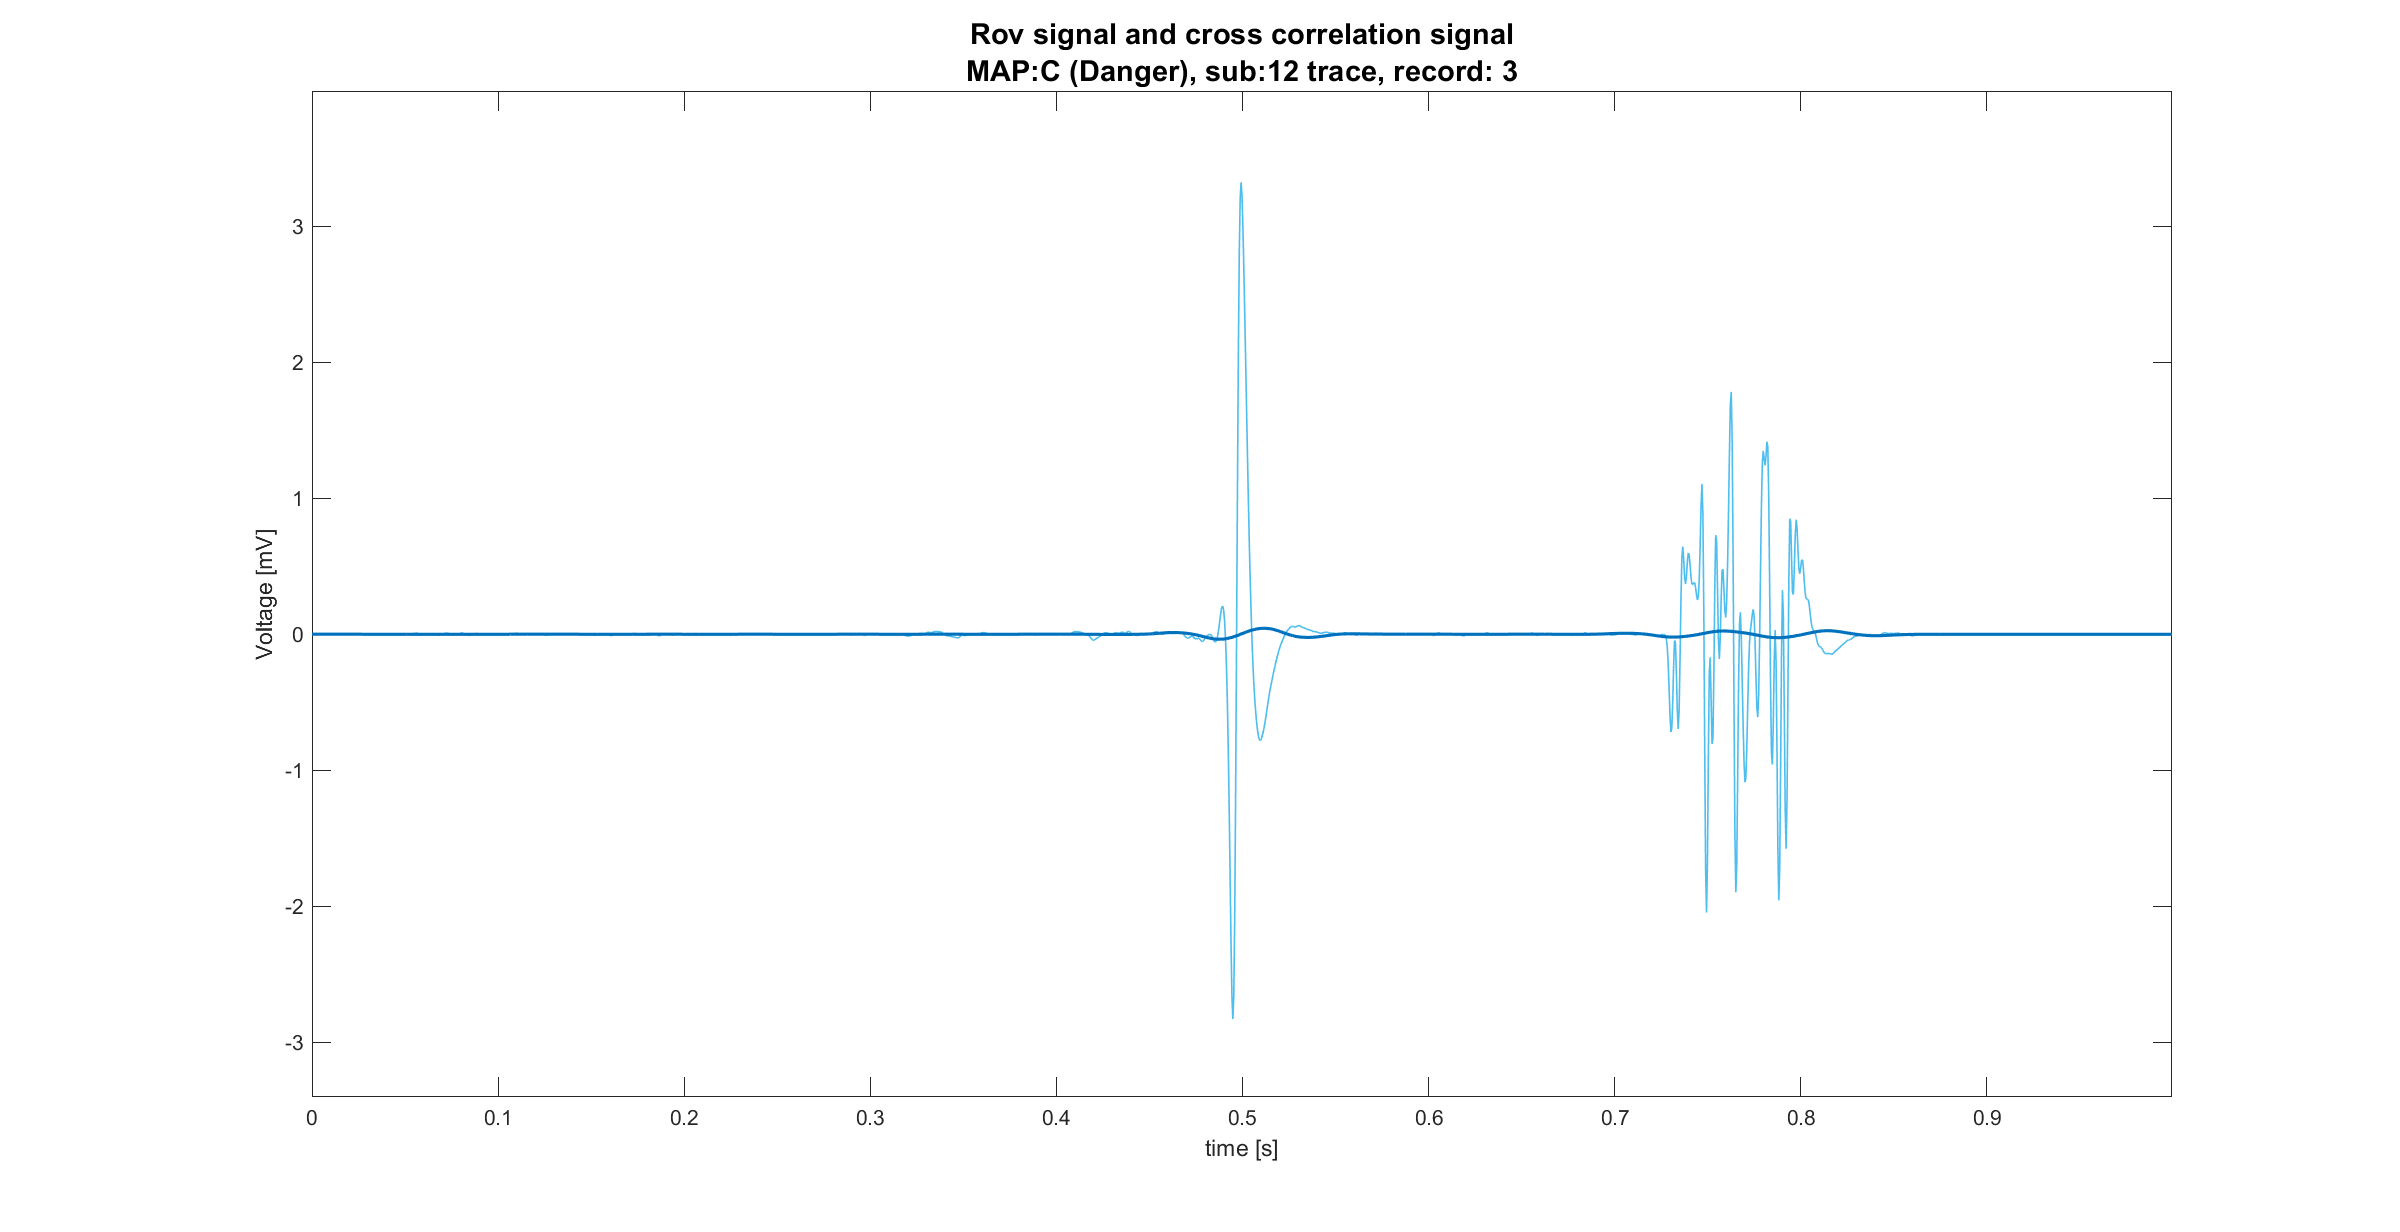 Rov signal and cross correlation signal
MAP:C (Danger), sub:12 trace, record: 3
Voltage [mV]
3
2
1
0
-1
-2
-3
0 0.1 0.2 0.3 0.4 0.5 0.6 0.7 0.8 0.9
time [s]